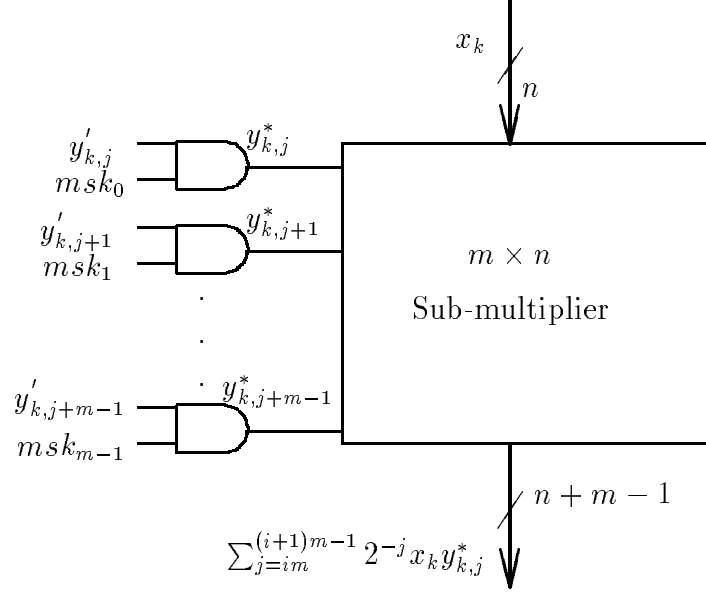 x_k
n
y'_{k,j}
y^*_{k,j}
msk_0
y'_{k,j+1}
y^*_{k,j+1}
msk_1
m × n
Sub-multiplier
y'_{k,j+m−1}
y^*_{k,j+m−1}
msk_{m−1}
n + m − 1
∑_{j=im}^{(i+1)m−1} 2^{−j} x_k y^*_{k,j}